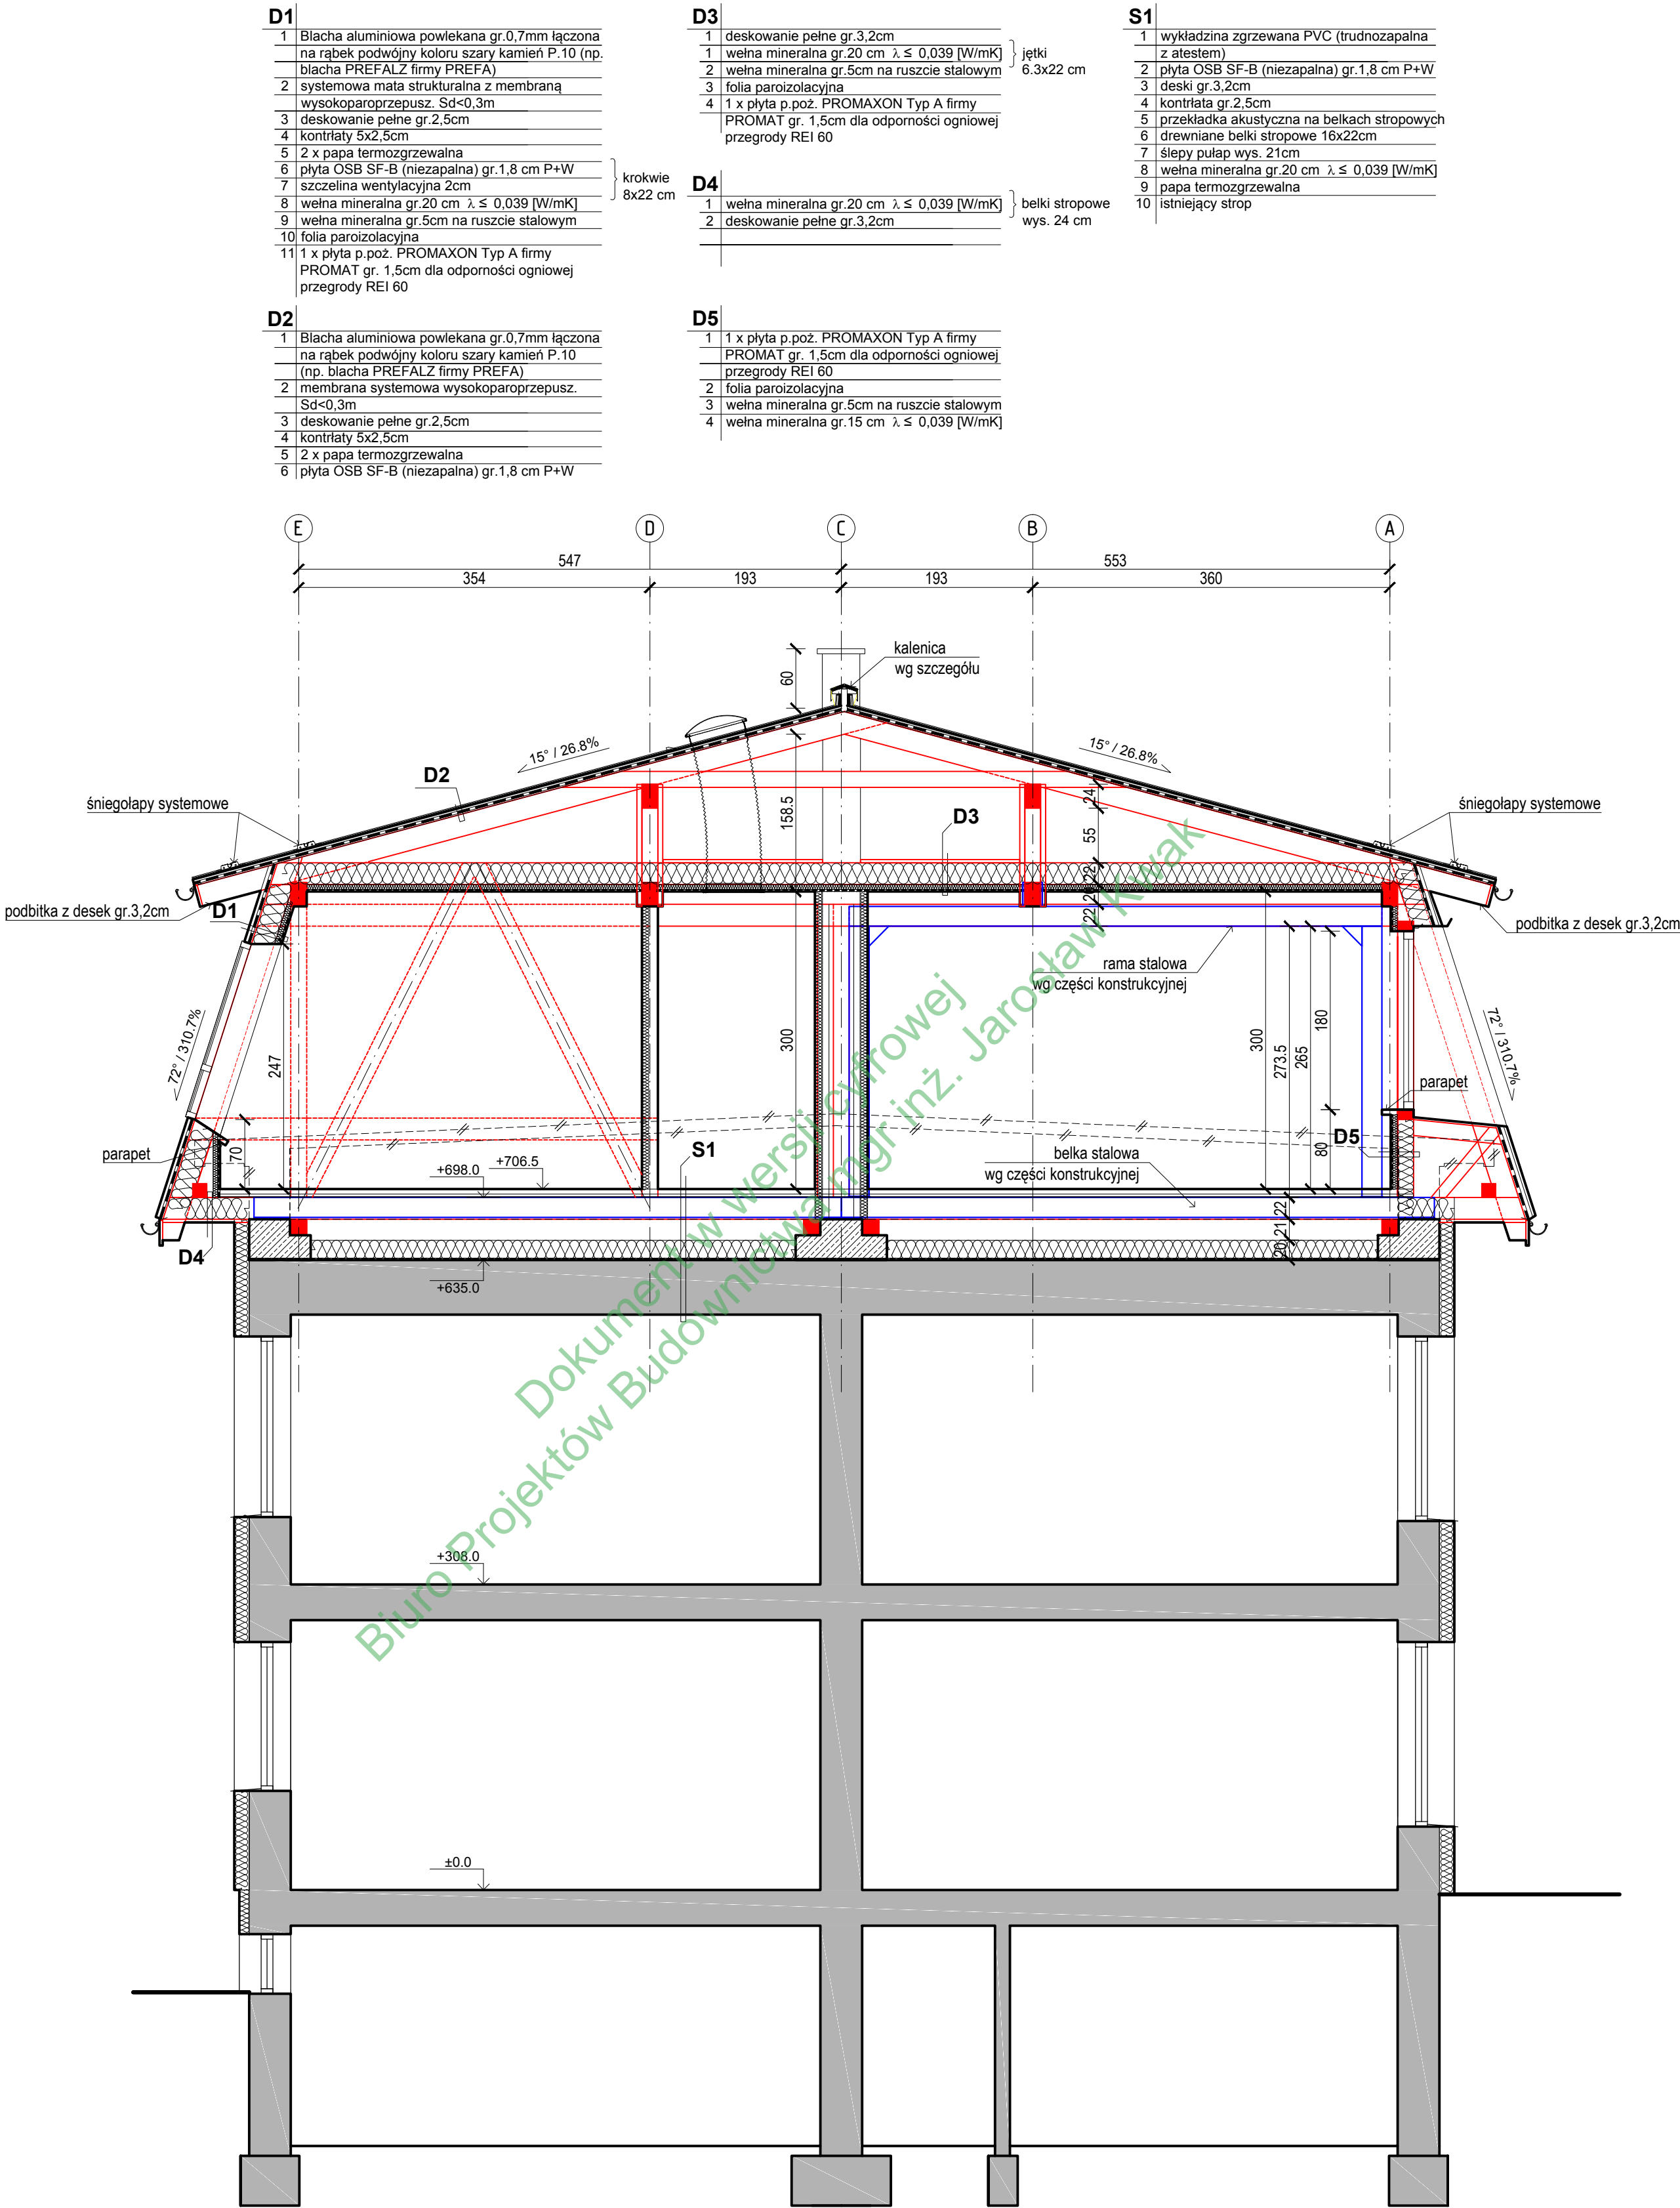 D1
1 Blacha aluminiowa powlekana gr.0,7mm łączona
na rąbek podwójny koloru szary kamień P.10 (np.
blacha PREFALZ firmy PREFA)
2 systemowa mata strukturalna z membraną
wysokoparoprzepusz. Sd<0,3m
3 deskowanie pełne gr.2,5cm
4 kontrłaty 5x2,5cm
5 2 x papa termozgrzewalna
6 płyta OSB SF-B (niezapalna) gr.1,8 cm P+W
7 szczelina wentylacyjna 2cm
8 wełna mineralna gr.20 cm λ ≤ 0,039 [W/mK]
9 wełna mineralna gr.5cm na ruszcie stalowym
10 folia paroizolacyjna
11 1 x płyta p.poż. PROMAXON Typ A firmy
PROMAT gr. 1,5cm dla odporności ogniowej
przegrody REI 60
krokwie
8x22 cm
D2
1 Blacha aluminiowa powlekana gr.0,7mm łączona
na rąbek podwójny koloru szary kamień P.10
(np. blacha PREFALZ firmy PREFA)
2 membrana systemowa wysokoparoprzepusz.
Sd<0,3m
3 deskowanie pełne gr.2,5cm
4 kontrłaty 5x2,5cm
5 2 x papa termozgrzewalna
6 płyta OSB SF-B (niezapalna) gr.1,8 cm P+W
D3
1 deskowanie pełne gr.3,2cm
1 wełna mineralna gr.20 cm λ ≤ 0,039 [W/mK]
2 wełna mineralna gr.5cm na ruszcie stalowym
3 folia paroizolacyjna
4 1 x płyta p.poż. PROMAXON Typ A firmy
PROMAT gr. 1,5cm dla odporności ogniowej
przegrody REI 60
jętki
6.3x22 cm
D4
1 wełna mineralna gr.20 cm λ ≤ 0,039 [W/mK]
2 deskowanie pełne gr.3,2cm
belki stropowe
wys. 24 cm
D5
1 1 x płyta p.poż. PROMAXON Typ A firmy
PROMAT gr. 1,5cm dla odporności ogniowej
przegrody REI 60
2 folia paroizolacyjna
3 wełna mineralna gr.5cm na ruszcie stalowym
4 wełna mineralna gr.15 cm λ ≤ 0,039 [W/mK]
S1
1 wykładzina zgrzewana PVC (trudnozapalna
z atestem)
2 płyta OSB SF-B (niezapalna) gr.1,8 cm P+W
3 deski gr.3,2cm
4 kontrłata gr.2,5cm
5 przekładka akustyczna na belkach stropowych
6 drewniane belki stropowe 16x22cm
7 ślepy pułap wys. 21cm
8 wełna mineralna gr.20 cm λ ≤ 0,039 [W/mK]
9 papa termozgrzewalna
10 istniejący strop
E D C B A
547 553
354 193 193 360
kalenica
wg szczegółu
60
15° / 26.8%
15° / 26.8%
D2
śniegołapy systemowe
śniegołapy systemowe
158.5
24
55
22
20
22
D3
podbitka z desek gr.3,2cm
D1
podbitka z desek gr.3,2cm
rama stalowa
wg części konstrukcyjnej
72° / 310.7%
72° / 310.7%
247
300
300
273.5
265
180
80
70
parapet
parapet
D5
S1
+698.0
+706.5
belka stalowa
wg części konstrukcyjnej
22
21
20
D4
+635.0
+308.0
±0.0
Dokument w wersji cyfrowej
Biuro Projektów Budownictwa mgr inż. Jarosław Kwak